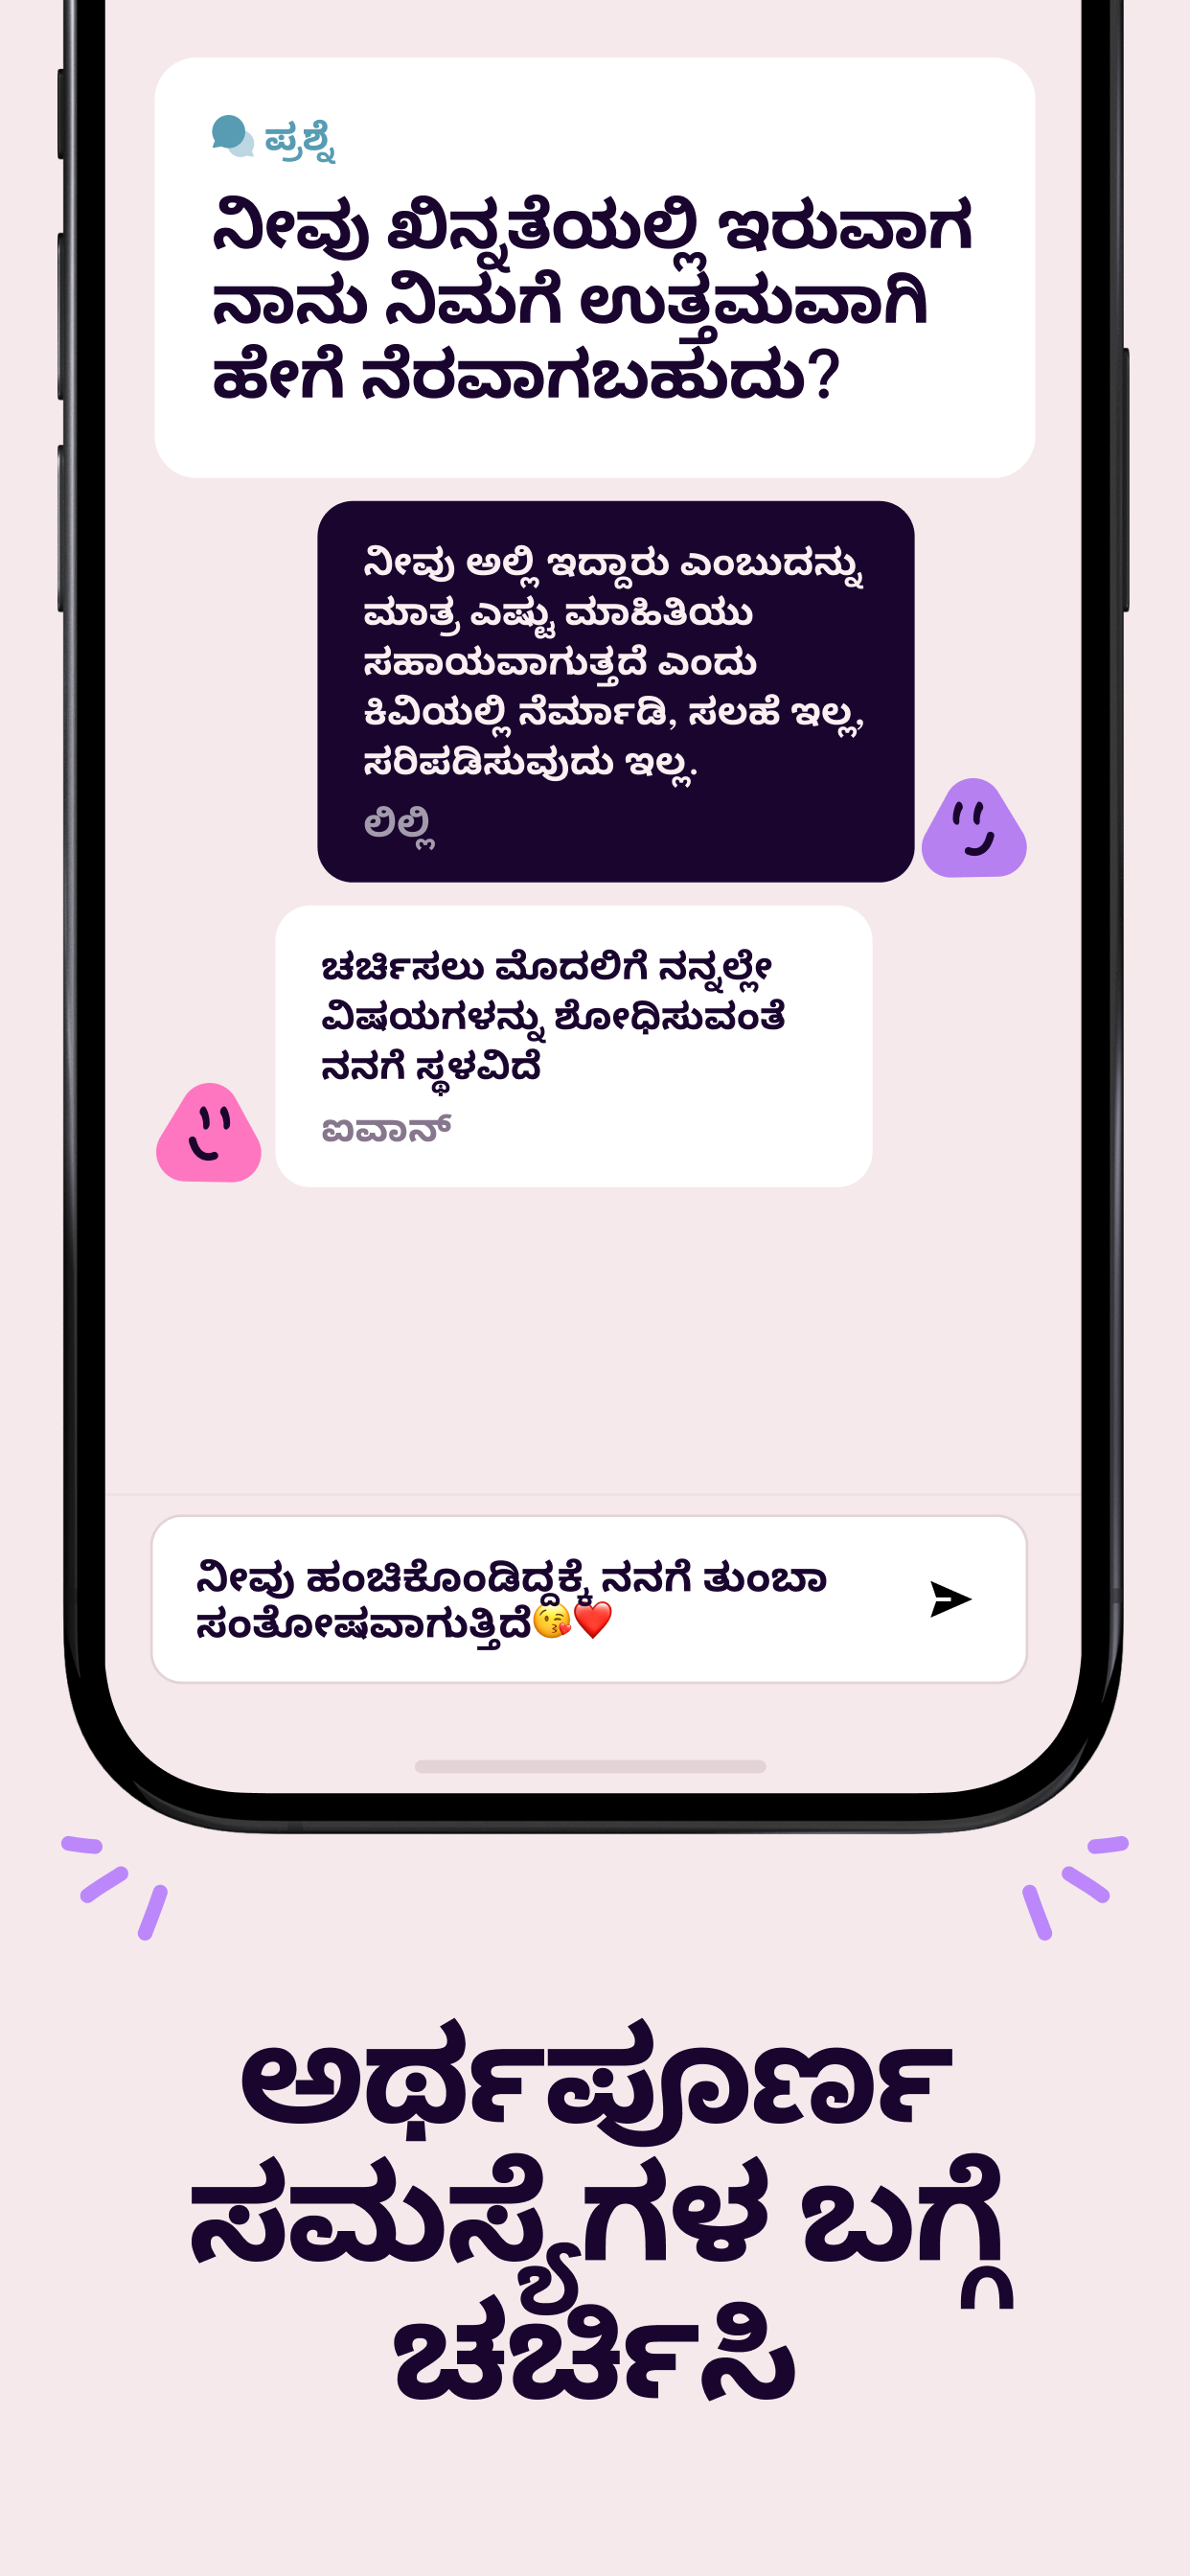 ಪ್ರಶ್ನೆ
ನೀವು ಖಿನ್ನತೆಯಲ್ಲಿ ಇರುವಾಗ
ನಾನು ನಿಮಗೆ ಉತ್ತಮವಾಗಿ
ಹೇಗೆ ನೆರವಾಗಬಹುದು?
ನೀವು ಅಲ್ಲಿ ಇದ್ದಾರು ಎಂಬುದನ್ನು
ಮಾತ್ರ ಎಷ್ಟು ಮಾಹಿತಿಯು
ಸಹಾಯವಾಗುತ್ತದೆ ಎಂದು
ಕಿವಿಯಲ್ಲಿ ನೆರ್ಮಾಡಿ, ಸಲಹೆ ಇಲ್ಲ,
ಸರಿಪಡಿಸುವುದು ಇಲ್ಲ.
ಲಿಲ್ಲಿ
ಚರ್ಚಿಸಲು ಮೊದಲಿಗೆ ನನ್ನಲ್ಲೇ
ವಿಷಯಗಳನ್ನು ಶೋಧಿಸುವಂತೆ
ನನಗೆ ಸ್ಥಳವಿದೆ
ಐವಾನ್
ನೀವು ಹಂಚಿಕೊಂಡಿದ್ದಕ್ಕೆ ನನಗೆ ತುಂಬಾ
ಸಂತೋಷವಾಗುತ್ತಿದೆ😘❤️
ಅರ್ಥಪೂರ್ಣ
ಸಮಸ್ಯೆಗಳ ಬಗ್ಗೆ
ಚರ್ಚಿಸಿ